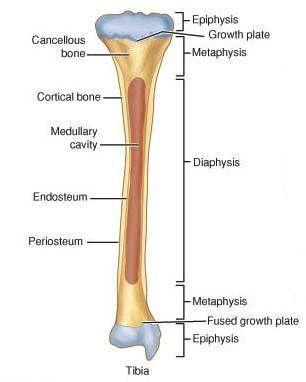 Epiphysis
Growth plate
Cancellous
bone
Metaphysis
Cortical bone
Medullary
cavity
Diaphysis
Endosteum
Periosteum
Metaphysis
Fused growth plate
Epiphysis
Tibia